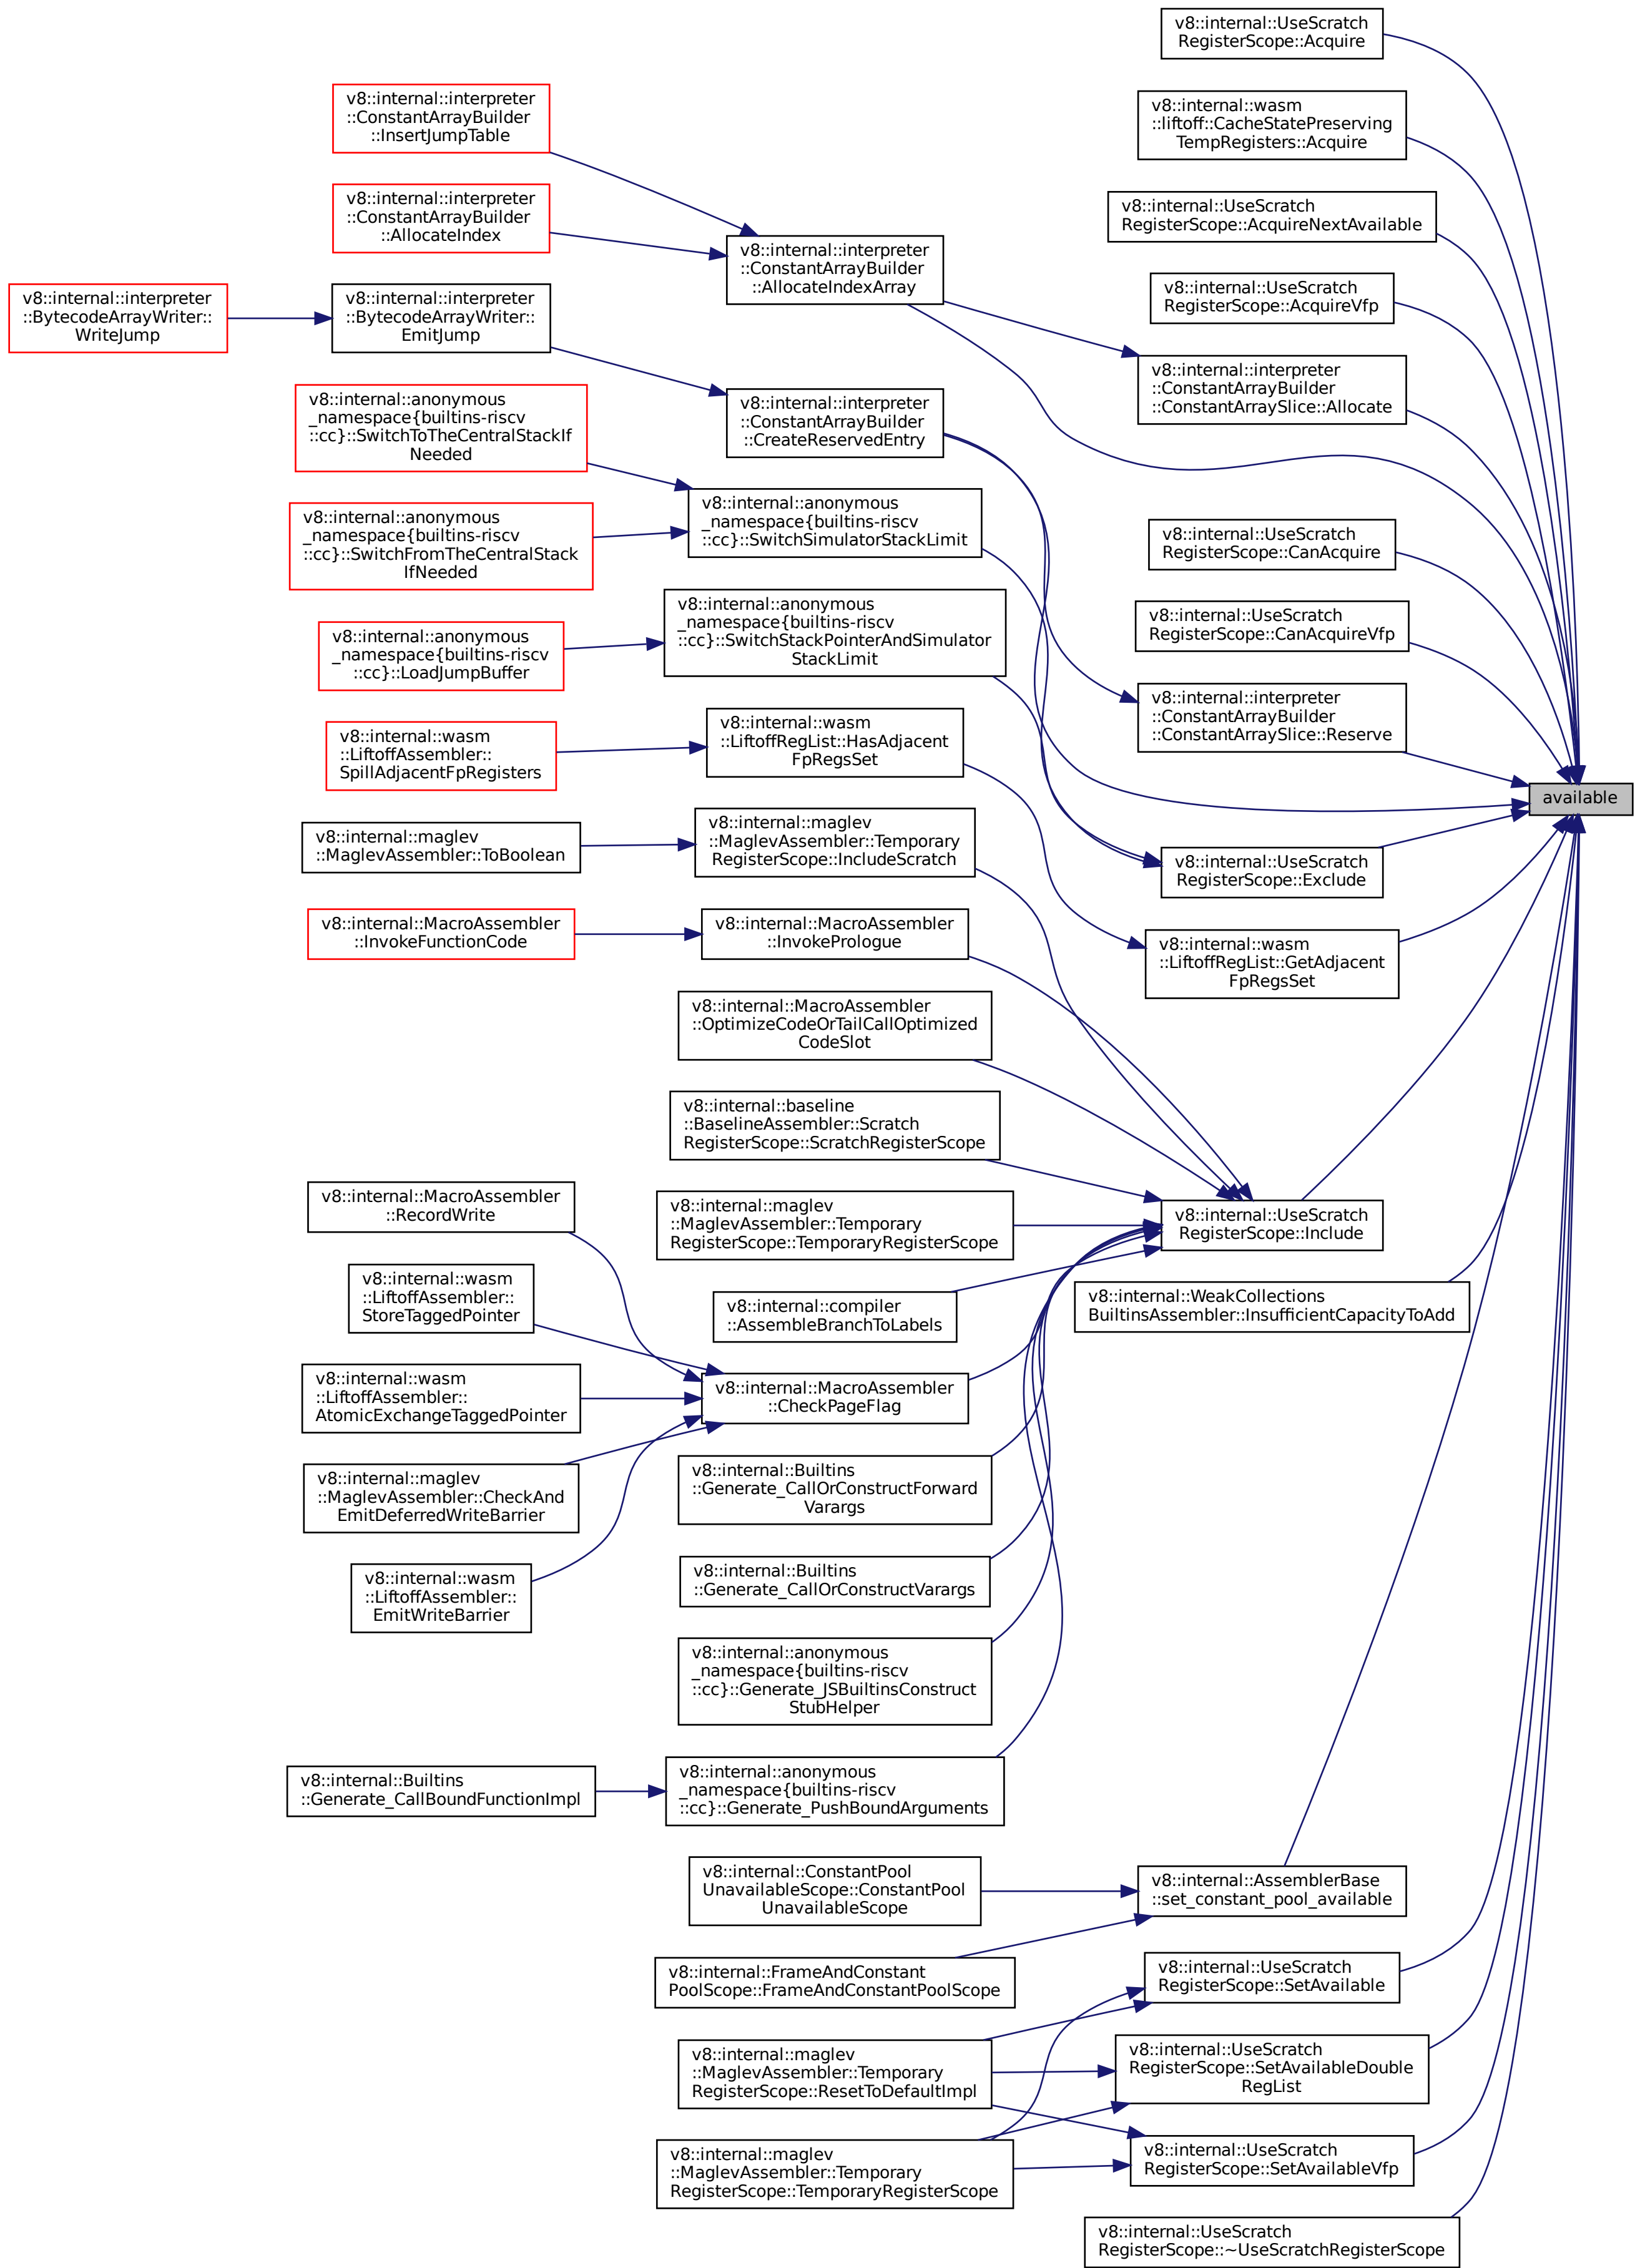 v8::internal::UseScratch
RegisterScope::Acquire
v8::internal::wasm
::liftoff::CacheStatePreserving
TempRegisters::Acquire
v8::internal::UseScratch
RegisterScope::AcquireNextAvailable
v8::internal::UseScratch
RegisterScope::AcquireVfp
v8::internal::interpreter
::ConstantArrayBuilder
::InsertJumpTable
v8::internal::interpreter
::ConstantArrayBuilder
::AllocateIndex
v8::internal::interpreter
::ConstantArrayBuilder
::AllocateIndexArray
v8::internal::interpreter
::BytecodeArrayWriter::
WriteJump
v8::internal::interpreter
::BytecodeArrayWriter::
EmitJump
v8::internal::interpreter
::ConstantArrayBuilder
::ConstantArraySlice::Allocate
v8::internal::interpreter
::ConstantArrayBuilder
::CreateReservedEntry
v8::internal::anonymous
_namespace{builtins-riscv
::cc}::SwitchToTheCentralStackIf
Needed
v8::internal::anonymous
_namespace{builtins-riscv
::cc}::SwitchSimulatorStackLimit
v8::internal::anonymous
_namespace{builtins-riscv
::cc}::SwitchFromTheCentralStack
IfNeeded
v8::internal::UseScratch
RegisterScope::CanAcquire
v8::internal::anonymous
_namespace{builtins-riscv
::cc}::SwitchStackPointerAndSimulator
StackLimit
v8::internal::UseScratch
RegisterScope::CanAcquireVfp
v8::internal::anonymous
_namespace{builtins-riscv
::cc}::LoadJumpBuffer
v8::internal::interpreter
::ConstantArrayBuilder
::ConstantArraySlice::Reserve
v8::internal::wasm
::LiftoffRegList::HasAdjacent
FpRegsSet
v8::internal::wasm
::LiftoffAssembler::
SpillAdjacentFpRegisters
available
v8::internal::maglev
::MaglevAssembler::Temporary
RegisterScope::IncludeScratch
v8::internal::maglev
::MaglevAssembler::ToBoolean
v8::internal::UseScratch
RegisterScope::Exclude
v8::internal::MacroAssembler
::InvokeFunctionCode
v8::internal::MacroAssembler
::InvokePrologue
v8::internal::wasm
::LiftoffRegList::GetAdjacent
FpRegsSet
v8::internal::MacroAssembler
::OptimizeCodeOrTailCallOptimized
CodeSlot
v8::internal::baseline
::BaselineAssembler::Scratch
RegisterScope::ScratchRegisterScope
v8::internal::MacroAssembler
::RecordWrite
v8::internal::maglev
::MaglevAssembler::Temporary
RegisterScope::TemporaryRegisterScope
v8::internal::UseScratch
RegisterScope::Include
v8::internal::wasm
::LiftoffAssembler::
StoreTaggedPointer
v8::internal::compiler
::AssembleBranchToLabels
v8::internal::WeakCollections
BuiltinsAssembler::InsufficientCapacityToAdd
v8::internal::wasm
::LiftoffAssembler::
AtomicExchangeTaggedPointer
v8::internal::MacroAssembler
::CheckPageFlag
v8::internal::maglev
::MaglevAssembler::CheckAnd
EmitDeferredWriteBarrier
v8::internal::Builtins
::Generate_CallOrConstructForward
Varargs
v8::internal::wasm
::LiftoffAssembler::
EmitWriteBarrier
v8::internal::Builtins
::Generate_CallOrConstructVarargs
v8::internal::anonymous
_namespace{builtins-riscv
::cc}::Generate_JSBuiltinsConstruct
StubHelper
v8::internal::Builtins
::Generate_CallBoundFunctionImpl
v8::internal::anonymous
_namespace{builtins-riscv
::cc}::Generate_PushBoundArguments
v8::internal::ConstantPool
UnavailableScope::ConstantPool
UnavailableScope
v8::internal::AssemblerBase
::set_constant_pool_available
v8::internal::FrameAndConstant
PoolScope::FrameAndConstantPoolScope
v8::internal::UseScratch
RegisterScope::SetAvailable
v8::internal::maglev
::MaglevAssembler::Temporary
RegisterScope::ResetToDefaultImpl
v8::internal::UseScratch
RegisterScope::SetAvailableDouble
RegList
v8::internal::maglev
::MaglevAssembler::Temporary
RegisterScope::TemporaryRegisterScope
v8::internal::UseScratch
RegisterScope::SetAvailableVfp
v8::internal::UseScratch
RegisterScope::~UseScratchRegisterScope